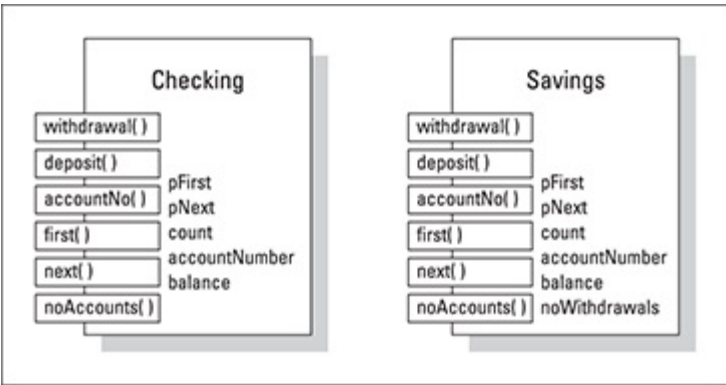 Checking
withdrawal( )
deposit( )
accountNo( )
first( )
next( )
noAccounts( )
pFirst
pNext
count
accountNumber
balance
Savings
withdrawal( )
deposit( )
accountNo( )
first( )
next( )
noAccounts( )
pFirst
pNext
count
accountNumber
balance
noWithdrawals